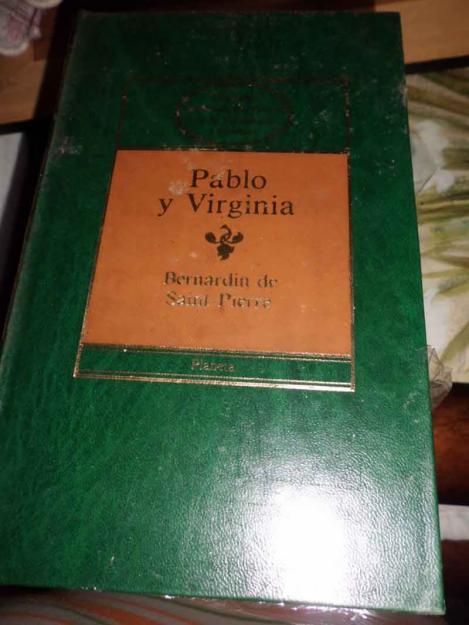 Pablo
y Virginia
Bernardin de
Saint-Pierre
Planeta